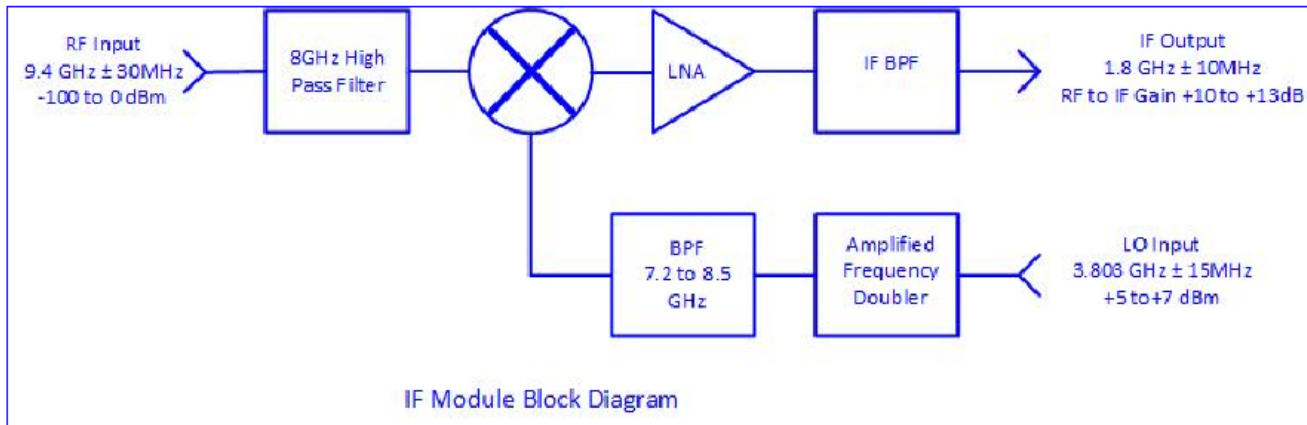 RF Input
9.4 GHz ± 30MHz
-100 to 0 dBm
8GHz High
Pass Filter
LNA
IF BPF
IF Output
1.8 GHz ± 10MHz
RF to IF Gain +10 to +13dB
BPF
7.2 to 8.5
GHz
Amplified
Frequency
Doubler
LO Input
3.803 GHz ± 15MHz
+5 to +7 dBm
IF Module Block Diagram